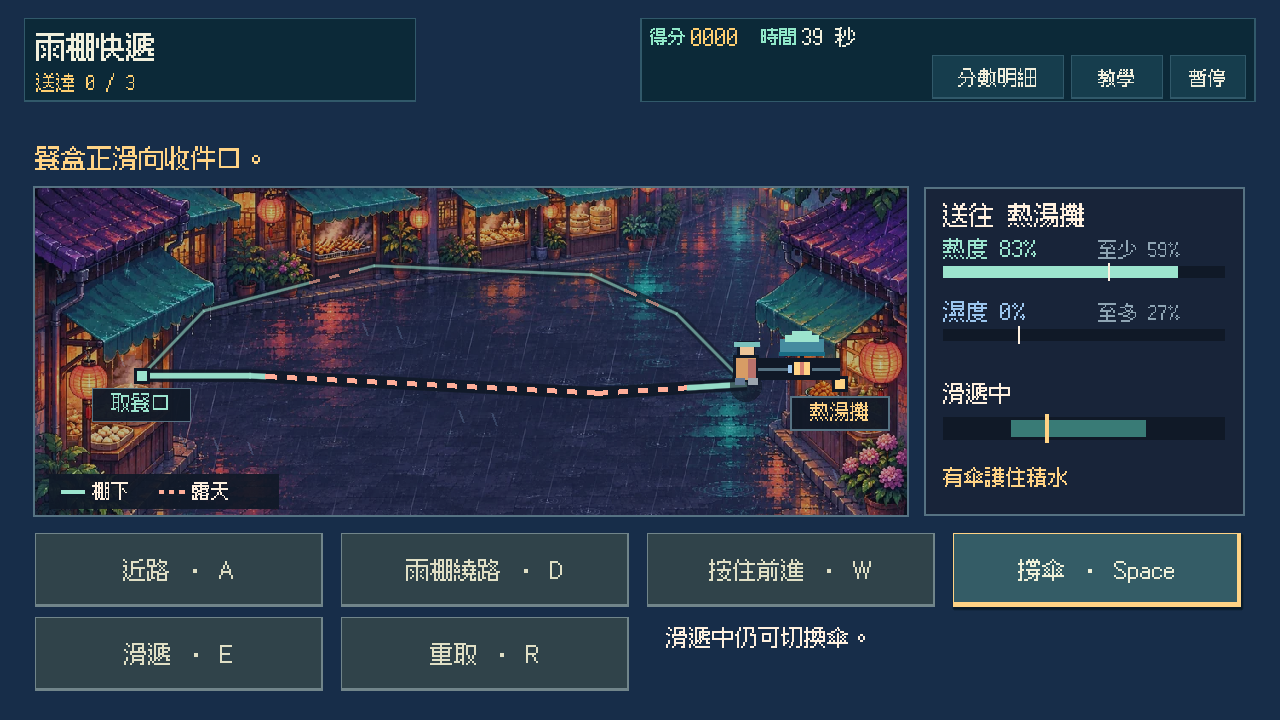 雨棚快遞
送達 0 / 3
得分 0000 時間 39 秒
分數明細
教學
暫停
餐盒正滑向收件口。
取餐口
熱湯攤
棚下
露天
送往 熱湯攤
熱度 83% 至少 59%
濕度 0% 至多 27%
滑遞中
有傘護住積水
近路 · A
雨棚繞路 · D
按住前進 · W
撐傘 · Space
滑遞 · E
重取 · R
滑遞中仍可切換傘。